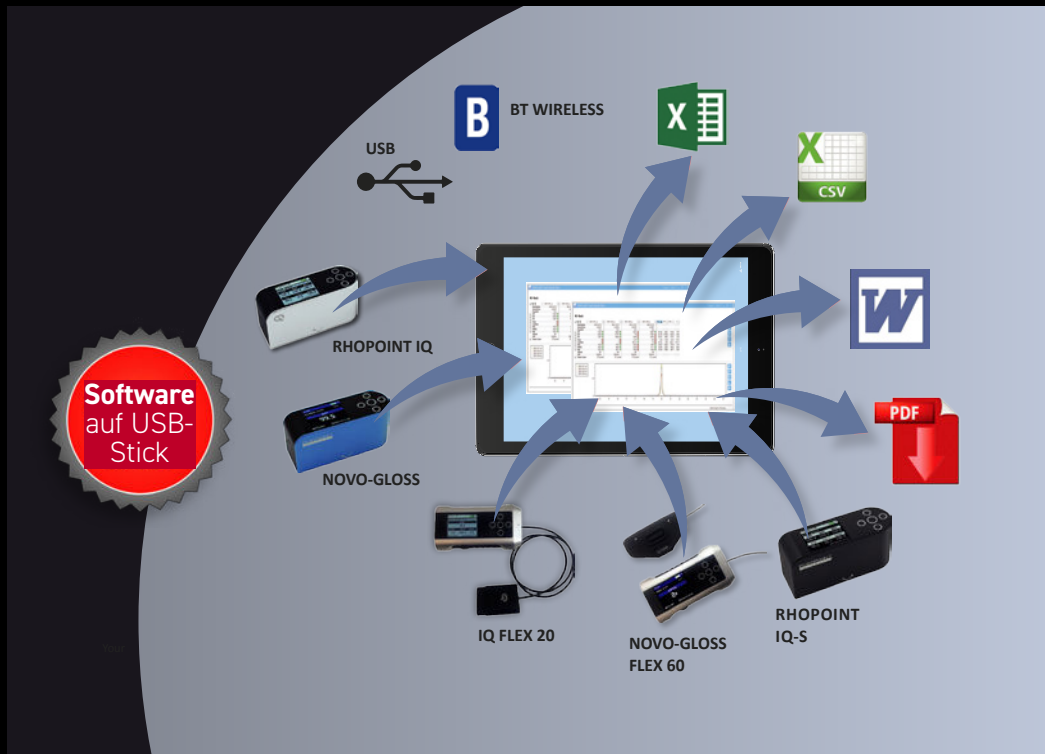 B
BT WIRELESS
X
USB
X
CSV
W
RHOPOINT IQ
Software
auf USB-
Stick
PDF
NOVO-GLOSS
IQ FLEX 20
NOVO-GLOSS
FLEX 60
RHOPOINT
IQ-S